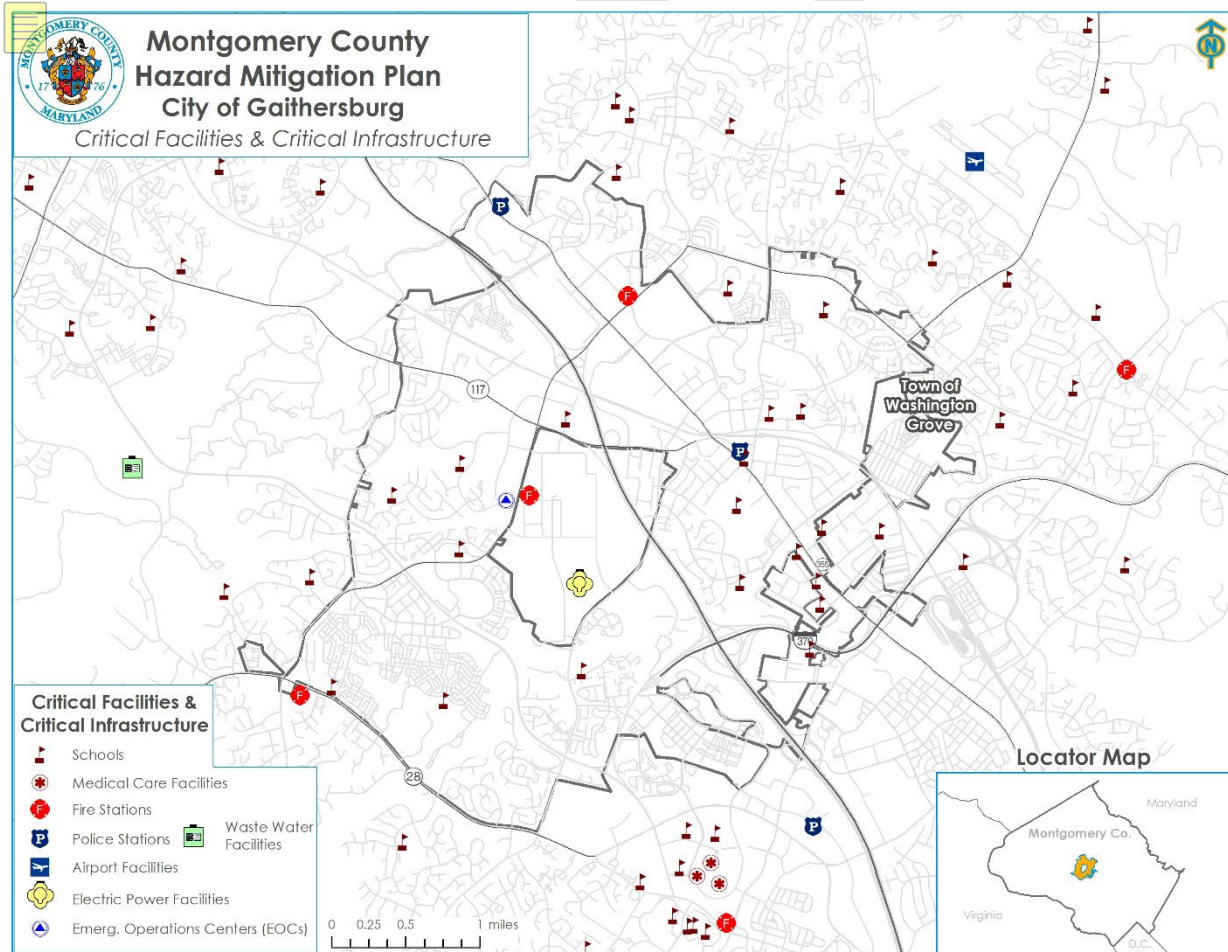 MONTGOMERY COUNTY
17 76
MARYLAND
Montgomery County
Hazard Mitigation Plan
City of Gaithersburg
Critical Facilities & Critical Infrastructure
N
P
F
F
117
Town of
Washington
Grove
P
F
355
370
F
28
P
F
Critical Facilities &
Critical Infrastructure
Schools
Medical Care Facilities
F Fire Stations
P Police Stations
Waste Water
Facilities
Airport Facilities
Electric Power Facilities
Emerg. Operations Centers (EOCs)
0 0.25 0.5 1 miles
Locator Map
Maryland
Montgomery Co.
Virginia
D.C.